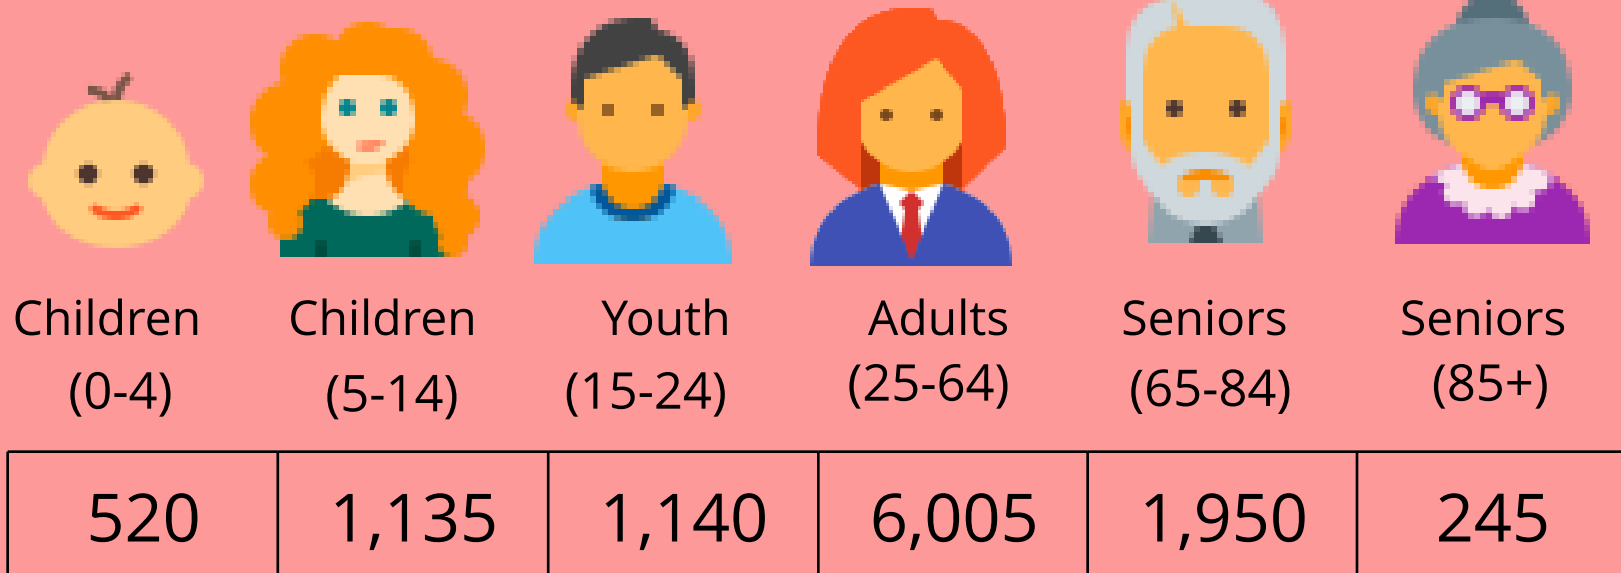 Children Children Youth Adults Seniors Seniors
(0-4) (5-14) (15-24) (25-64) (65-84) (85+)
520 1,135 1,140 6,005 1,950 245